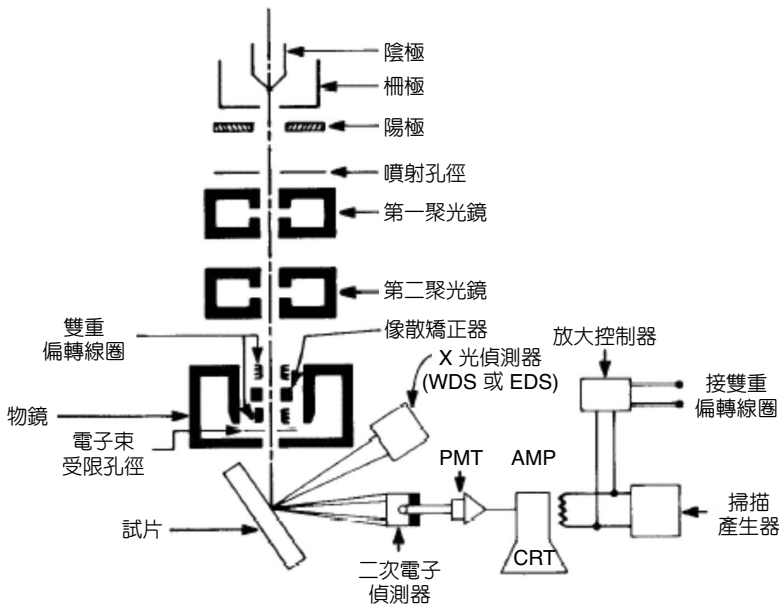 陰極
柵極
陽極
噴射孔徑
第一聚光鏡
第二聚光鏡
雙重
偏轉線圈
像散矯正器
X 光偵測器
(WDS 或 EDS)
放大控制器
接雙重
偏轉線圈
物鏡
電子束
受限孔徑
PMT
AMP
試片
二次電子
偵測器
CRT
掃描
產生器